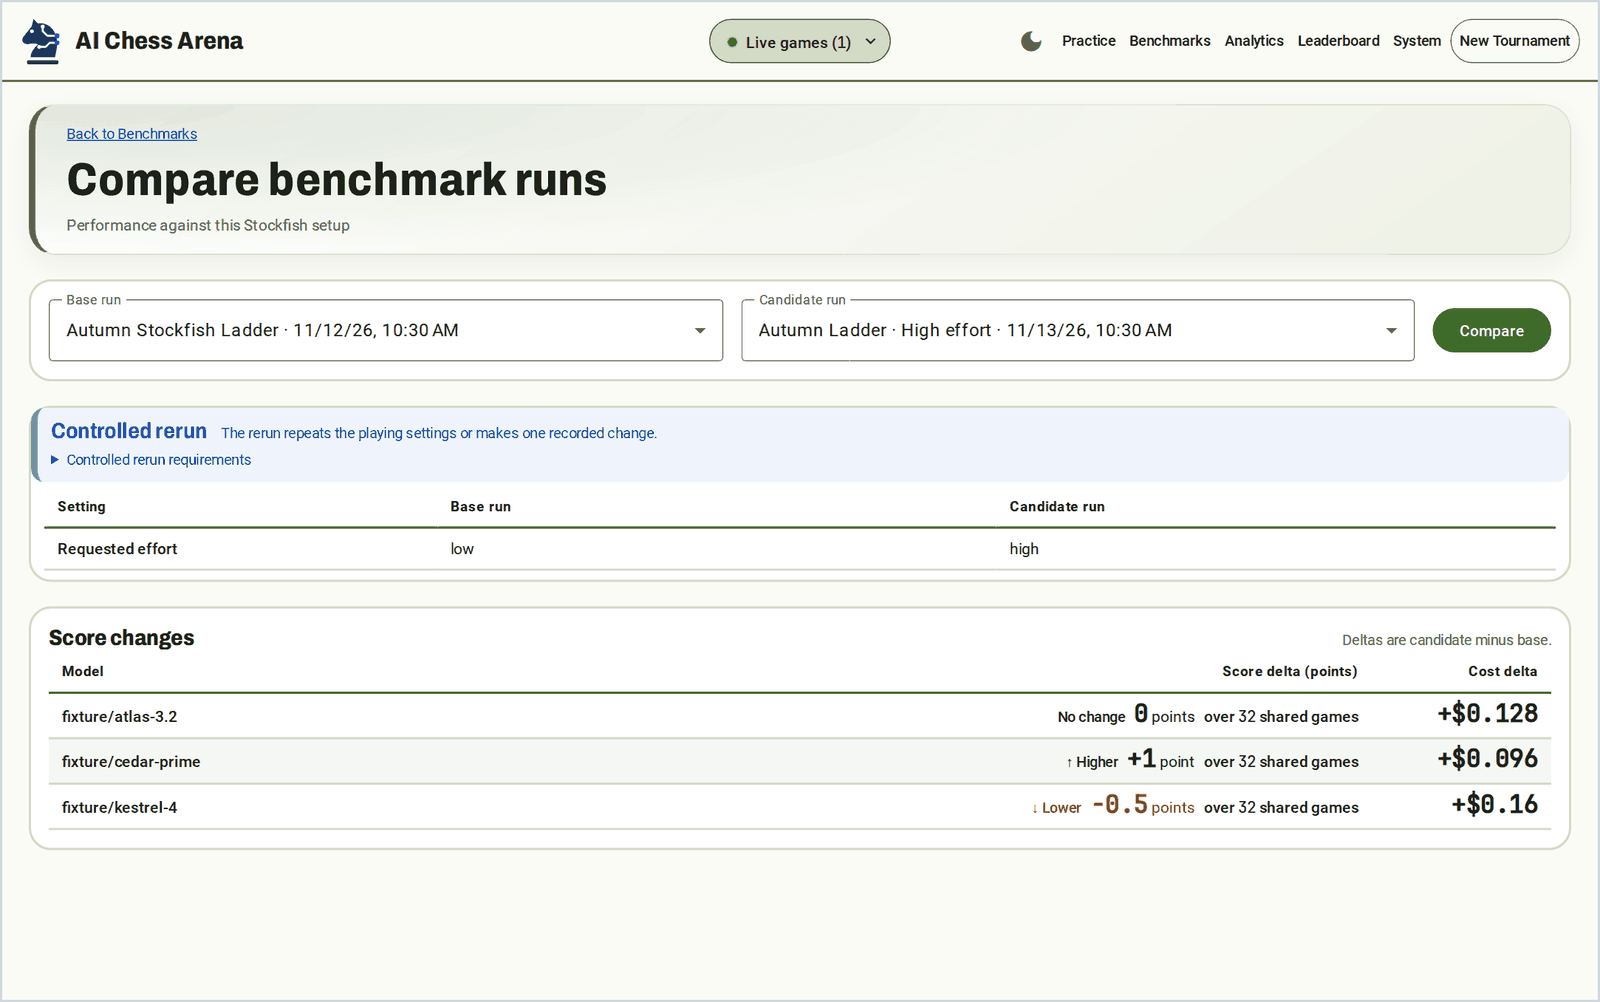 AI Chess Arena
Live games (1)
Practice Benchmarks Analytics Leaderboard System New Tournament
Back to Benchmarks
Compare benchmark runs
Performance against this Stockfish setup
Base run
Autumn Stockfish Ladder · 11/12/26, 10:30 AM
Candidate run
Autumn Ladder · High effort · 11/13/26, 10:30 AM
Compare
Controlled rerun The rerun repeats the playing settings or makes one recorded change.
Controlled rerun requirements
Setting Base run Candidate run
Requested effort low high
Score changes Deltas are candidate minus base.
Model Score delta (points) Cost delta
fixture/atlas-3.2 No change 0 points over 32 shared games +$0.128
fixture/cedar-prime ↑ Higher +1 point over 32 shared games +$0.096
fixture/kestrel-4 ↓ Lower -0.5 points over 32 shared games +$0.16